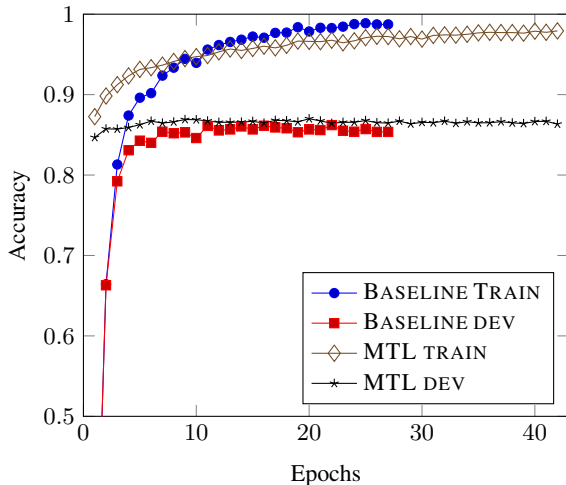 1
0.9
0.8
0.7
0.6
0.5
0 10 20 30 40
Accuracy
Epochs
BASELINE TRAIN
BASELINE DEV
MTL TRAIN
MTL DEV